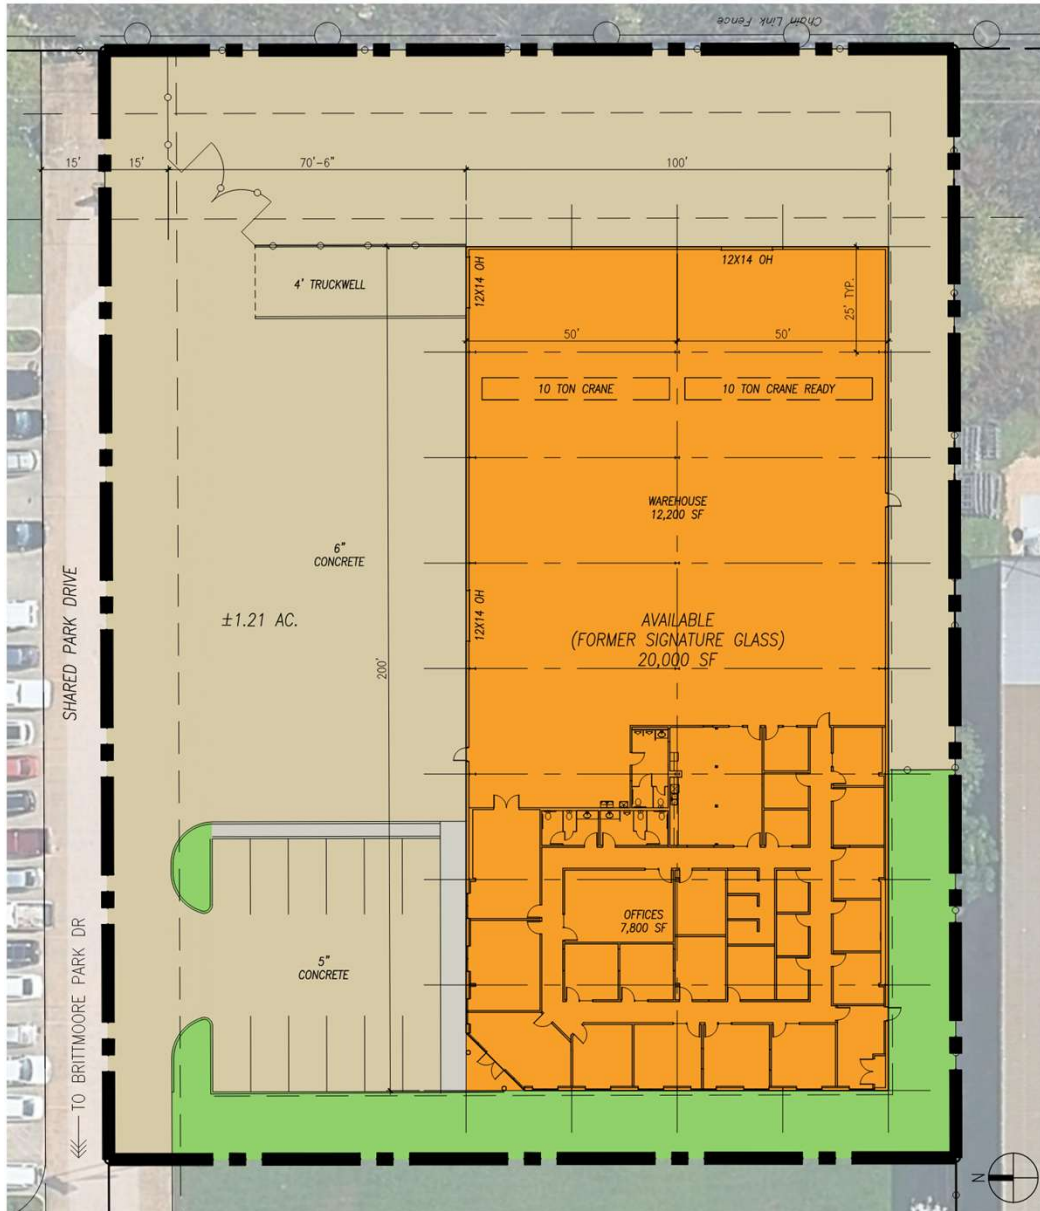 Chain Link Fence
15'
15'
70'-6"
100'
4' TRUCKWELL
12X14 OH
12X14 OH
25' TYP.
50'
50'
10 TON CRANE
10 TON CRANE READY
WAREHOUSE
12,200 SF
6"
CONCRETE
12X14 OH
±1.21 AC.
AVAILABLE
(FORMER SIGNATURE GLASS)
20,000 SF
200'
SHARED PARK DRIVE
OFFICES
7,800 SF
5"
CONCRETE
TO BRITTMOORE PARK DR
N